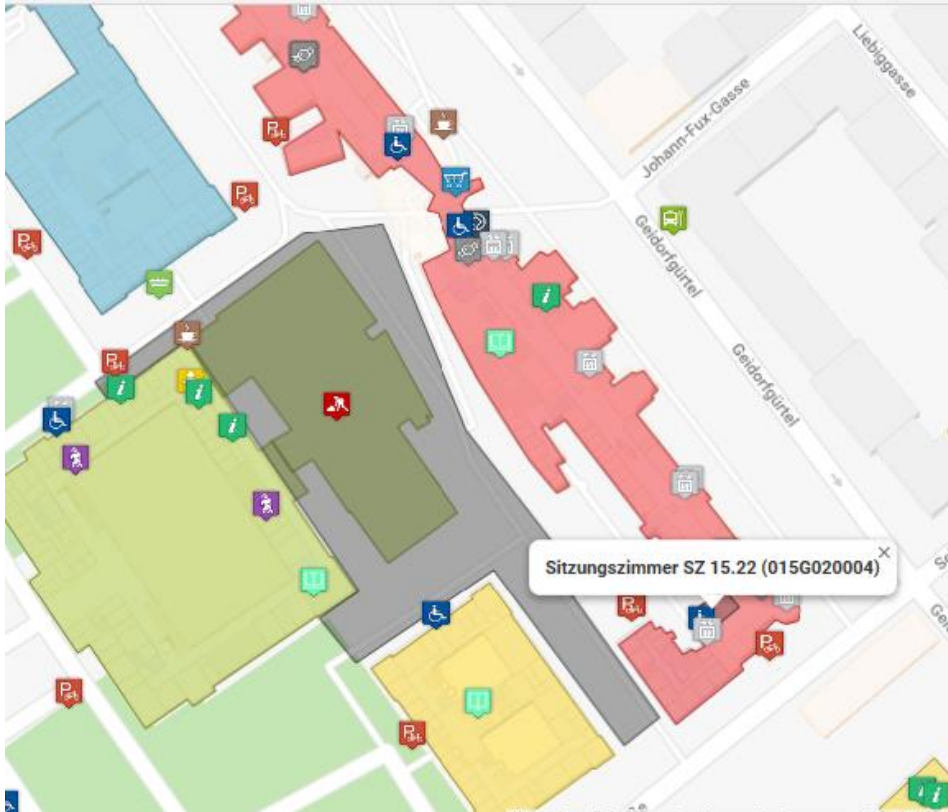 Liebiggasse
Johann-Fux-Gasse
Geidorfgürtel
Geidorfgürtel
Sitzungszimmer SZ 15.22 (015G020004)